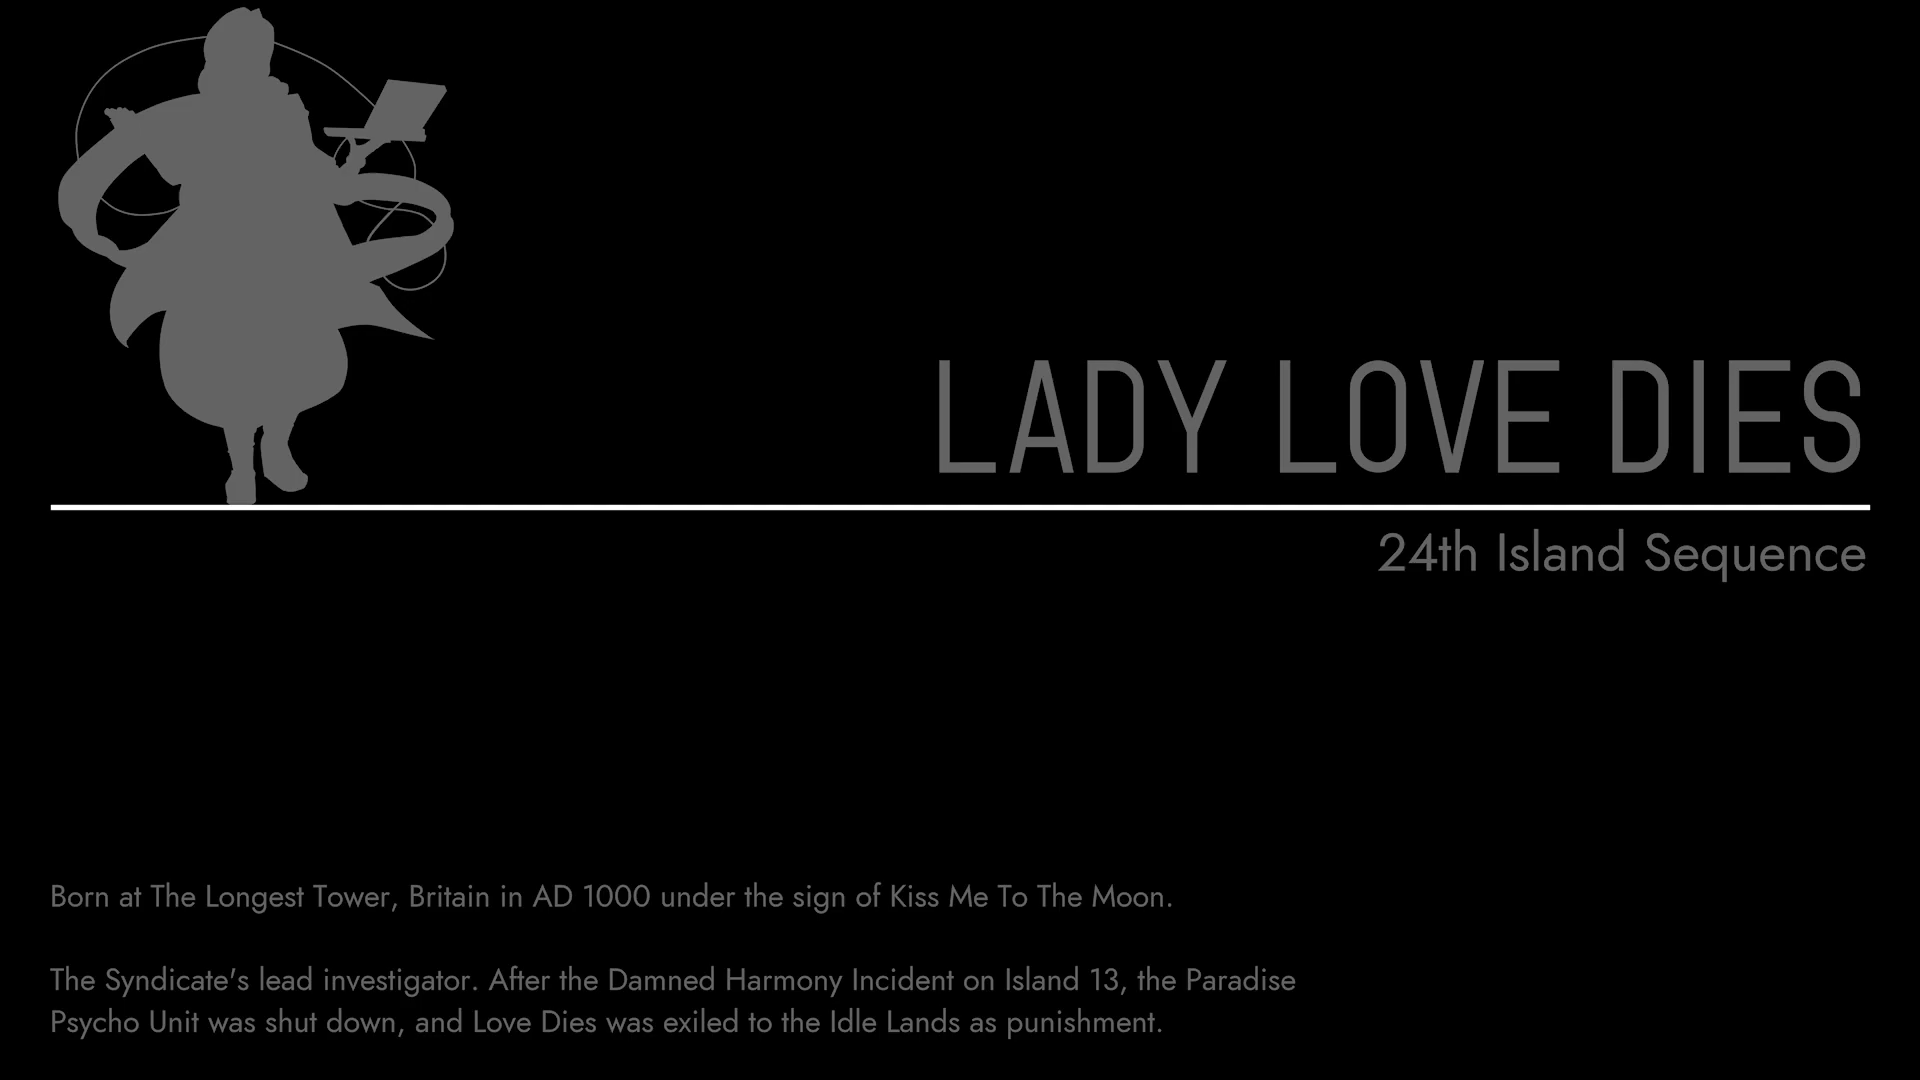 LADY LOVE DIES
24th Island Sequence
Born at The Longest Tower, Britain in AD 1000 under the sign of Kiss Me To The Moon.
The Syndicate's lead investigator. After the Damned Harmony Incident on Island 13, the Paradise
Psycho Unit was shut down, and Love Dies was exiled to the Idle Lands as punishment.